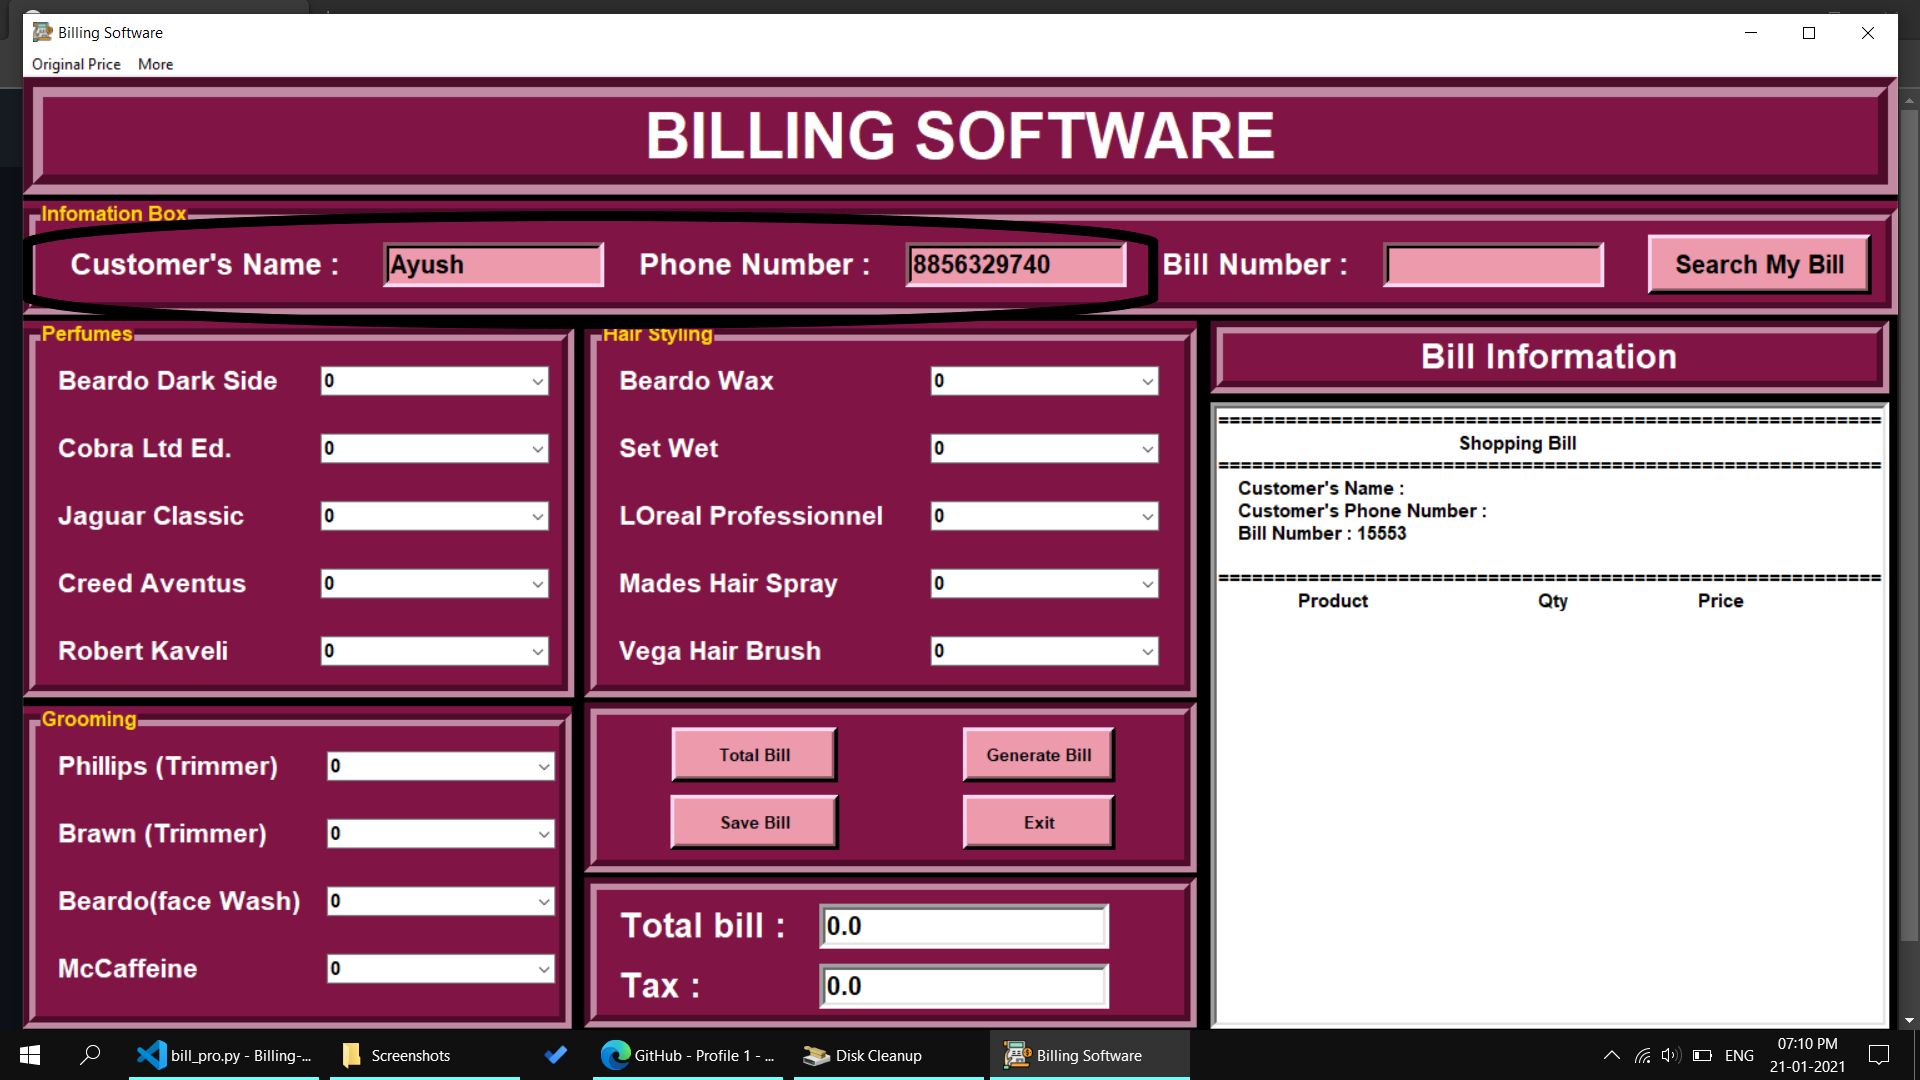 Billing Software
Original Price More
BILLING SOFTWARE
Infomation Box
Customer's Name : Ayush Phone Number : 8856329740 Bill Number : Search My Bill
Perfumes
Beardo Dark Side 0
Cobra Ltd Ed. 0
Jaguar Classic 0
Creed Aventus 0
Robert Kaveli 0
Hair Styling
Beardo Wax 0
Set Wet 0
LOreal Professionnel 0
Mades Hair Spray 0
Vega Hair Brush 0
Bill Information
===========================================================
Shopping Bill
===========================================================
Customer's Name :
Customer's Phone Number :
Bill Number : 15553
===========================================================
Product Qty Price
Grooming
Phillips (Trimmer) 0
Brawn (Trimmer) 0
Beardo(face Wash) 0
McCaffeine 0
Total Bill Generate Bill
Save Bill Exit
Total bill : 0.0
Tax : 0.0
bill_pro.py - Billing-... Screenshots GitHub - Profile 1 - ... Disk Cleanup Billing Software ENG 07:10 PM
21-01-2021